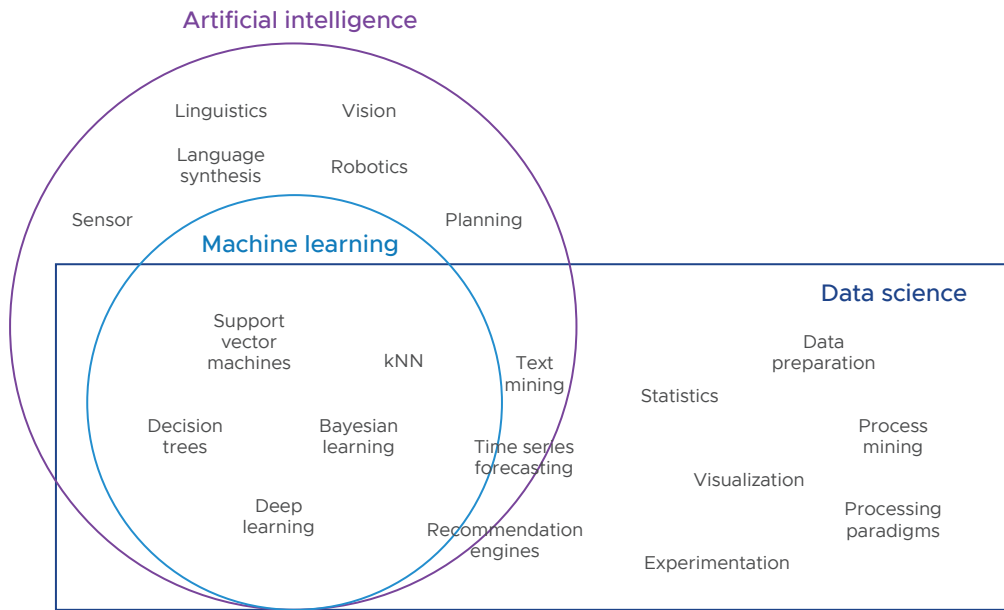 Artificial intelligence
Linguistics
Vision
Language
synthesis
Robotics
Sensor
Planning
Machine learning
Data science
Support
vector
machines
kNN
Text
mining
Data
preparation
Statistics
Decision
trees
Bayesian
learning
Time series
forecasting
Process
mining
Visualization
Deep
learning
Recommendation
engines
Processing
paradigms
Experimentation